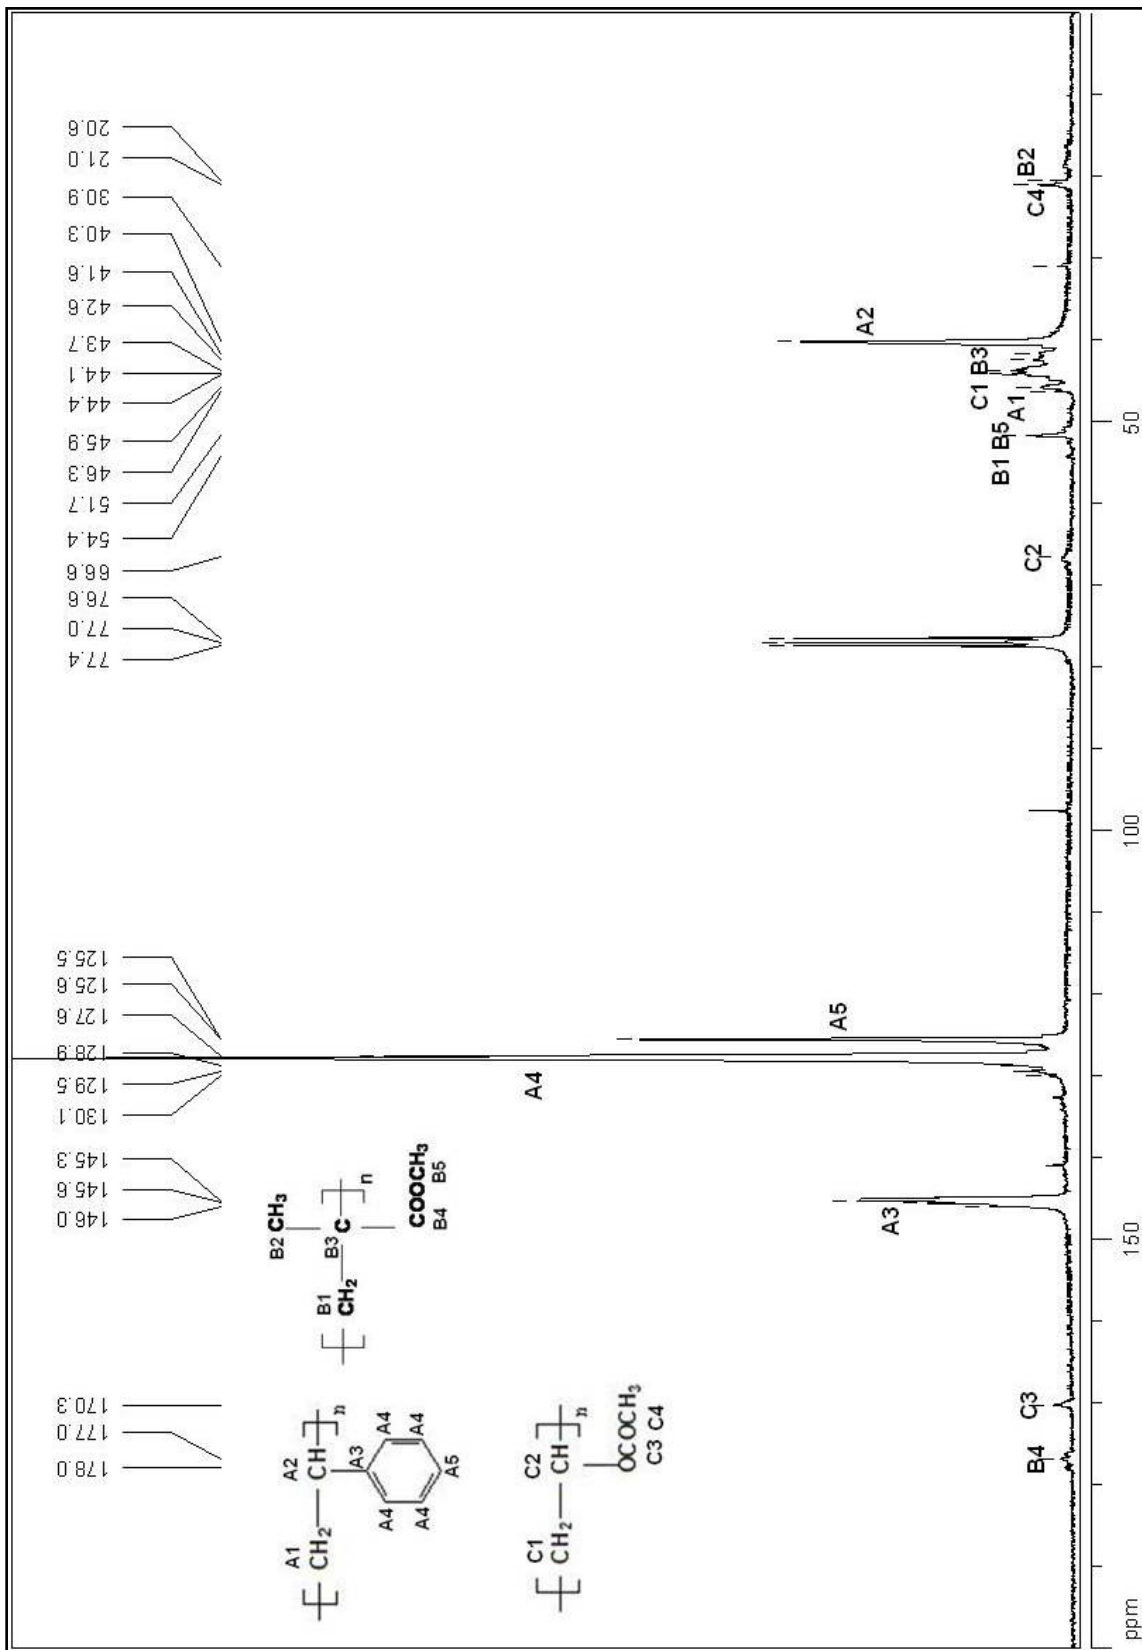 178.0
177.0
170.3
146.0
145.6
145.3
130.1
129.5
128.9
127.6
125.6
125.5
77.4
77.0
76.6
66.6
54.4
51.7
46.3
45.9
44.4
44.1
43.7
42.6
41.6
40.3
30.9
21.0
20.6
A1 A2
CH2 CH
n
A3
A4 A4
A4 A4
A5
B2 CH3
B1 B3
CH2 C
n
COOCH3
B4 B5
C1 C2
CH2 CH
n
OCOCH3
C3 C4
A4
A5
A3
A2
C1 B3
A1
B1 B5
C2
C4 B2
B4
C3
ppm 150 100 50